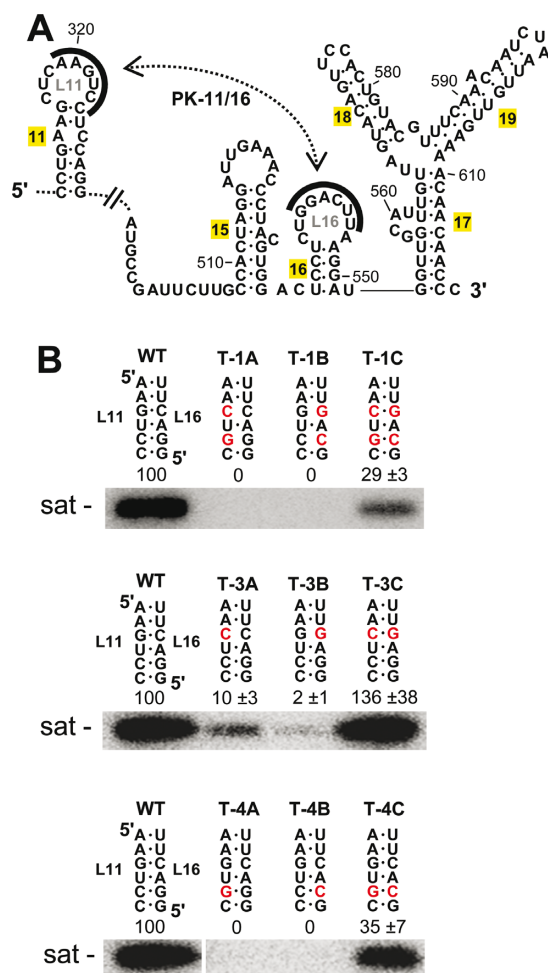 A
320
L11
11
5'
PK-11/16
15
510
L16
16
550
18
580
590
19
610
560
17
AUGCCGAUUCUUGC
3'
B
WT T-1A T-1B T-1C
5'
A·U A·U A·U A·U
A·U A·U A·U A·U
G·C C·C G·G C·G
U·A U·A U·A U·A
C·G G·G C·C G·C
C·G C·G C·G C·G
L11 L16
5'
100 0 0 29 ±3
sat -
WT T-3A T-3B T-3C
5'
A·U A·U A·U A·U
A·U A·U A·U A·U
G·C C·C G·G C·G
U·A U·A U·A U·A
C·G C·G C·G C·G
C·G C·G C·G C·G
L11 L16
5'
100 10 ±3 2 ±1 136 ±38
sat -
WT T-4A T-4B T-4C
5'
A·U A·U A·U A·U
A·U A·U A·U A·U
G·C G·C G·C G·C
U·A U·A U·A U·A
C·G G·G C·C G·C
C·G C·G C·G C·G
L11 L16
5'
100 0 0 35 ±7
sat -